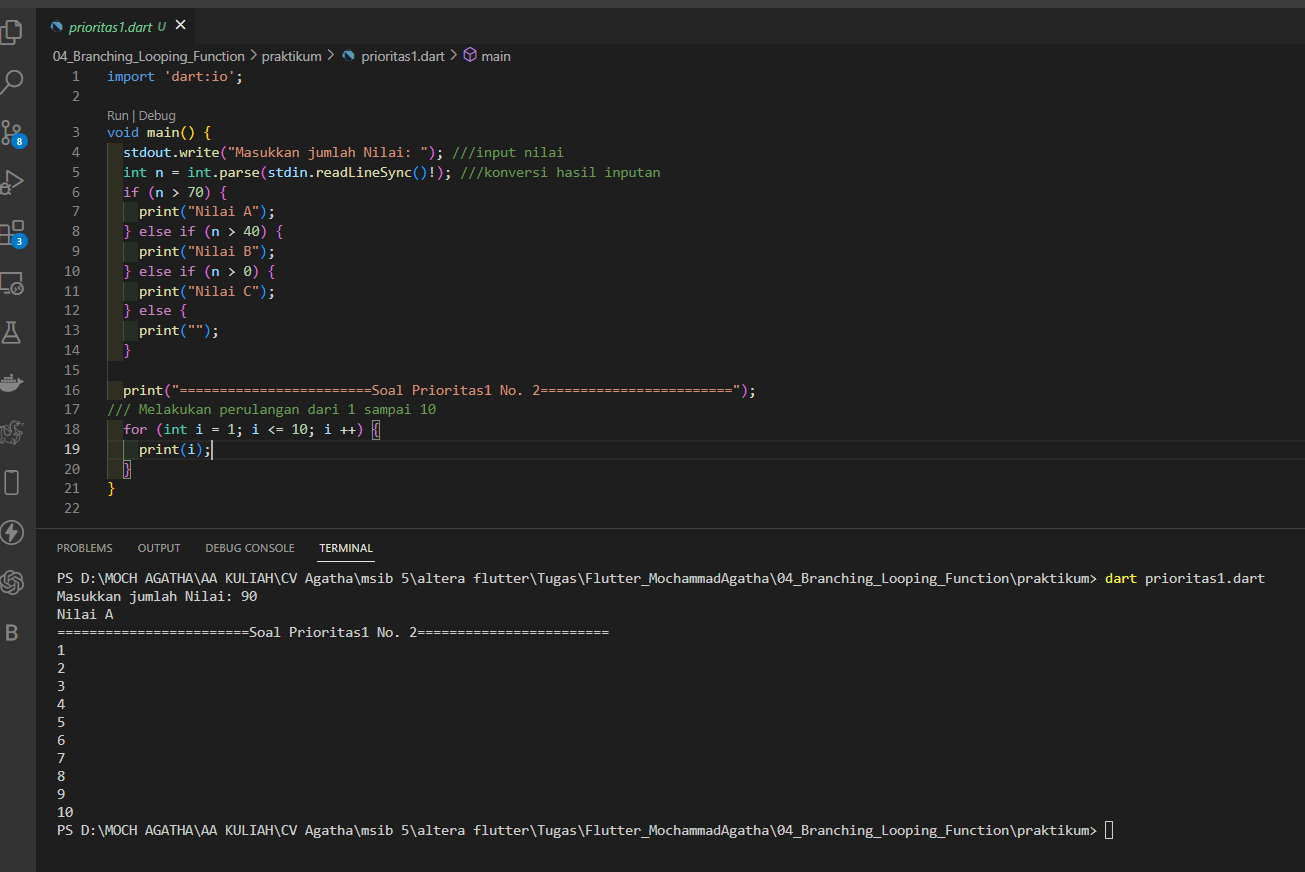 prioritas1.dart U
04_Branching_Looping_Function > praktikum > prioritas1.dart > main
1 import 'dart:io';
2
Run | Debug
3 void main() {
4 stdout.write("Masukkan jumlah Nilai: "); ///input nilai
5 int n = int.parse(stdin.readLineSync()!); ///konversi hasil inputan
6 if (n > 70) {
7 print("Nilai A");
8 } else if (n > 40) {
9 print("Nilai B");
10 } else if (n > 0) {
11 print("Nilai C");
12 } else {
13 print("");
14 }
15
16 print("========================Soal Prioritas1 No. 2========================");
17 /// Melakukan perulangan dari 1 sampai 10
18 for (int i = 1; i <= 10; i ++) {
19 print(i);
20 }
21 }
22
8
3
B
PROBLEMS OUTPUT DEBUG CONSOLE TERMINAL
PS D:\MOCH AGATHA\AA KULIAH\CV Agatha\msib 5\altera flutter\Tugas\Flutter_MochammadAgatha\04_Branching_Looping_Function\praktikum> dart prioritas1.dart
Masukkan jumlah Nilai: 90
Nilai A
========================Soal Prioritas1 No. 2========================
1
2
3
4
5
6
7
8
9
10
PS D:\MOCH AGATHA\AA KULIAH\CV Agatha\msib 5\altera flutter\Tugas\Flutter_MochammadAgatha\04_Branching_Looping_Function\praktikum>